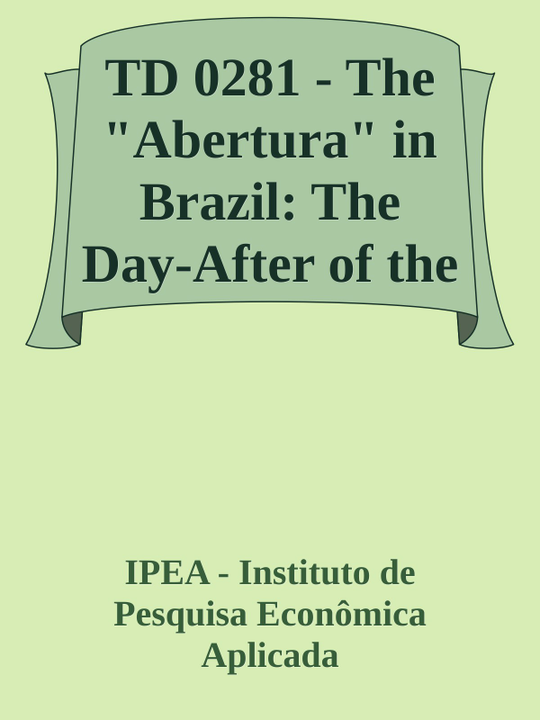 TD 0281 - The
"Abertura" in
Brazil: The
Day-After of the
IPEA - Instituto de
Pesquisa Econômica
Aplicada